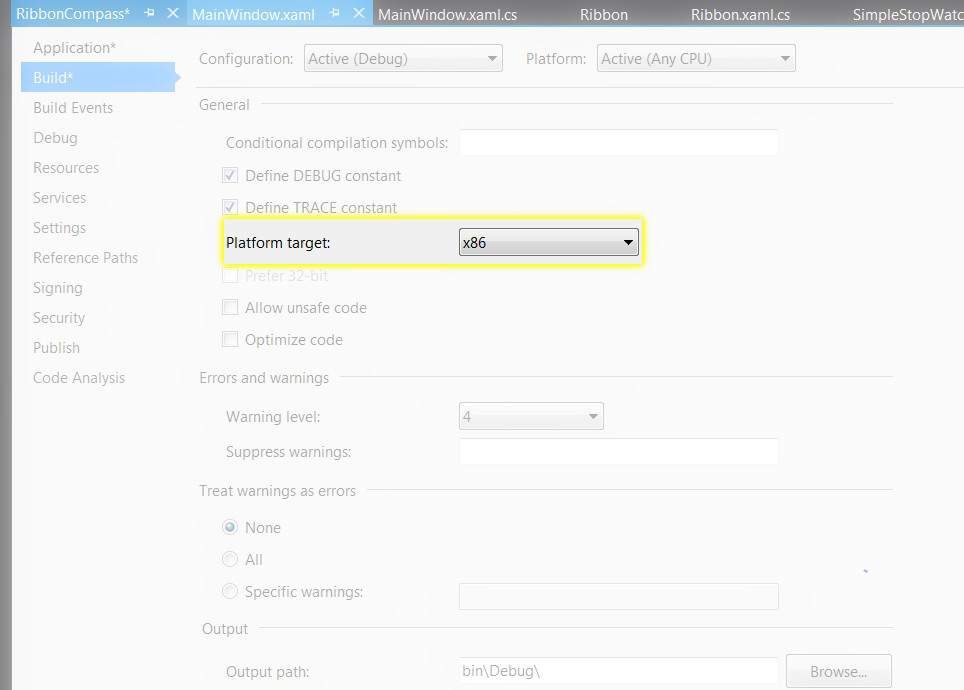 RibbonCompass* MainWindow.xaml MainWindow.xaml.cs Ribbon Ribbon.xaml.cs SimpleStopWatc
Application*
Configuration: Active (Debug) Platform: Active (Any CPU)
Build*
Build Events
General
Debug
Conditional compilation symbols:
Resources
Define DEBUG constant
Services
Define TRACE constant
Settings
Platform target: x86
Reference Paths
Prefer 32-bit
Signing
Allow unsafe code
Security
Optimize code
Publish
Code Analysis
Errors and warnings
Warning level: 4
Suppress warnings:
Treat warnings as errors
None
All
Specific warnings:
Output
Output path: bin\Debug\ Browse...